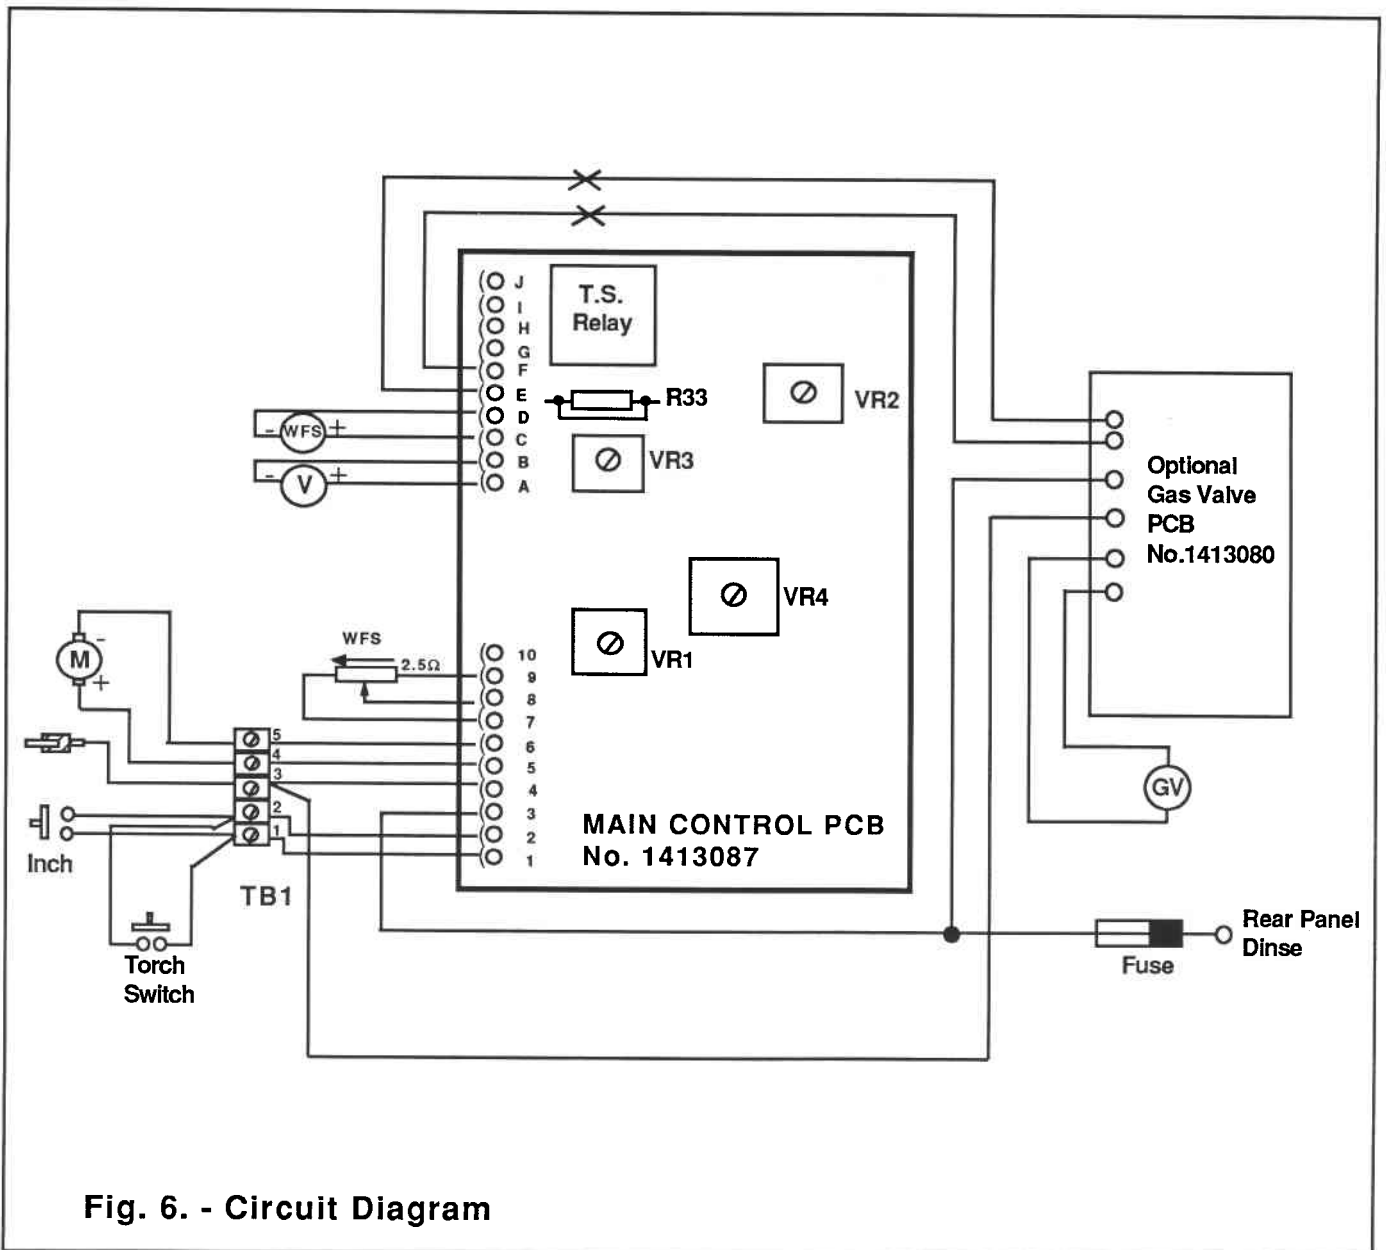 J
I
H
G
F
E
D
C
B
A
T.S.
Relay
R33
VR2
VR3
- WFS +
- V +
Optional
Gas Valve
PCB
No.1413080
VR4
VR1
WFS
2.5Ω
10
9
8
7
6
5
4
3
2
1
M
-
+
5
4
3
2
1
Inch
TB1
Torch
Switch
MAIN CONTROL PCB
No. 1413087
GV
Fuse
Rear Panel
Dinse
Fig. 6. - Circuit Diagram